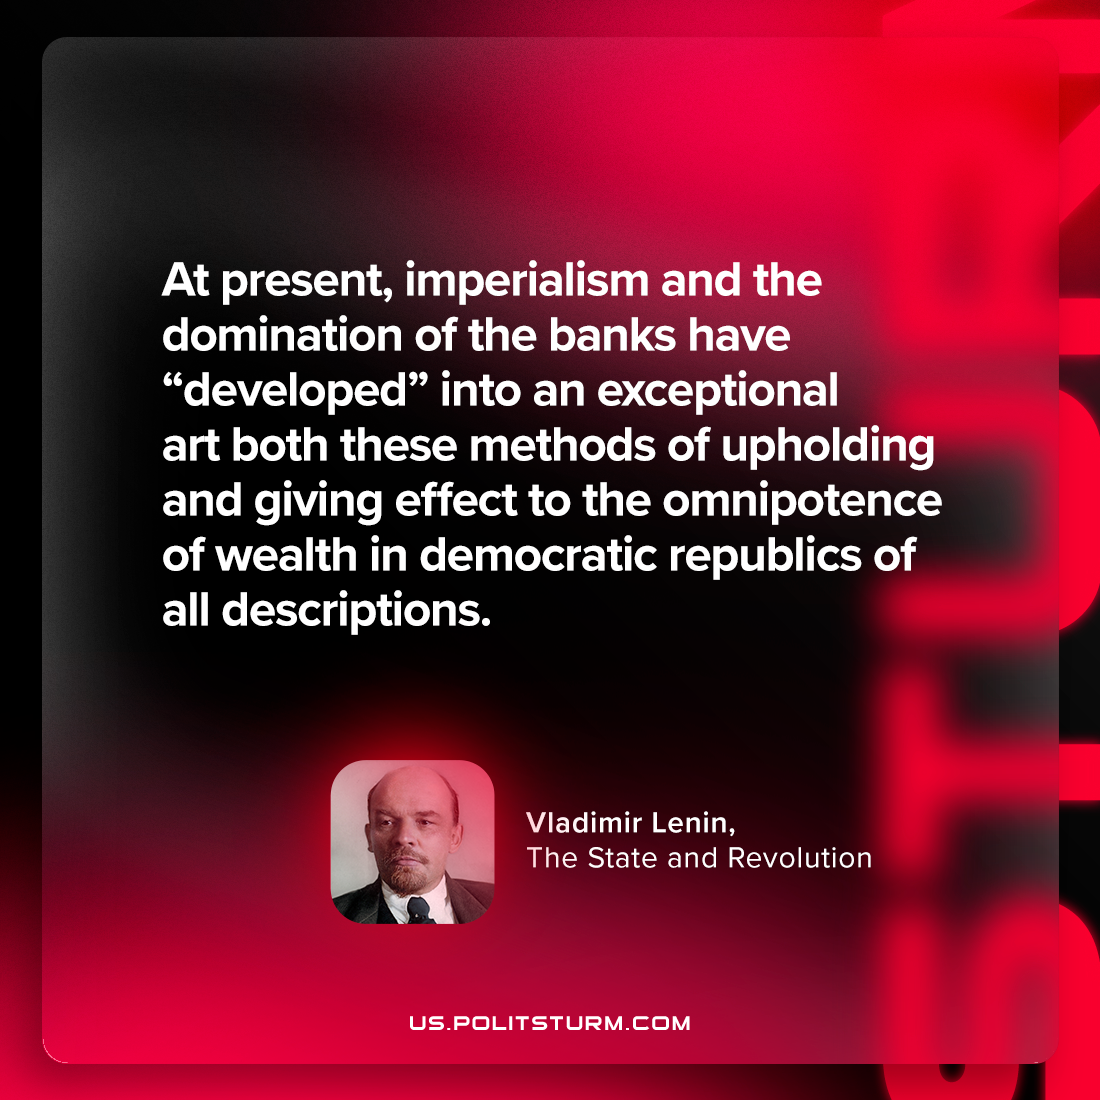 At present, imperialism and the
domination of the banks have
“developed” into an exceptional
art both these methods of upholding
and giving effect to the omnipotence
of wealth in democratic republics of
all descriptions.
Vladimir Lenin,
The State and Revolution
US.POLITSTURM.COM